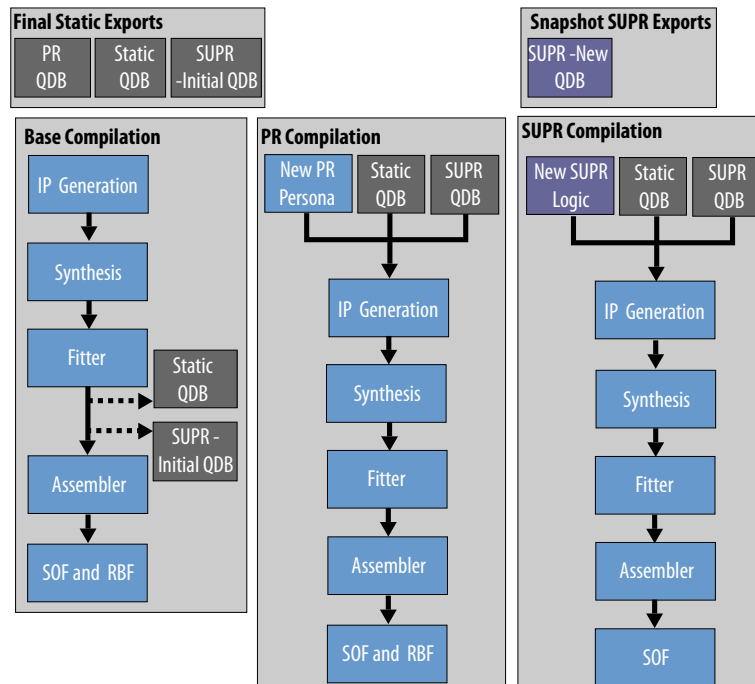 Final Static Exports
PR
QDB
Static
QDB
SUPR
-Initial QDB
Snapshot SUPR Exports
SUPR -New
QDB
Base Compilation
IP Generation
Synthesis
Fitter
Static
QDB
SUPR -
Initial QDB
Assembler
SOF and RBF
PR Compilation
New PR
Persona
Static
QDB
SUPR
QDB
IP Generation
Synthesis
Fitter
Assembler
SOF and RBF
SUPR Compilation
New SUPR
Logic
Static
QDB
SUPR
QDB
IP Generation
Synthesis
Fitter
Assembler
SOF